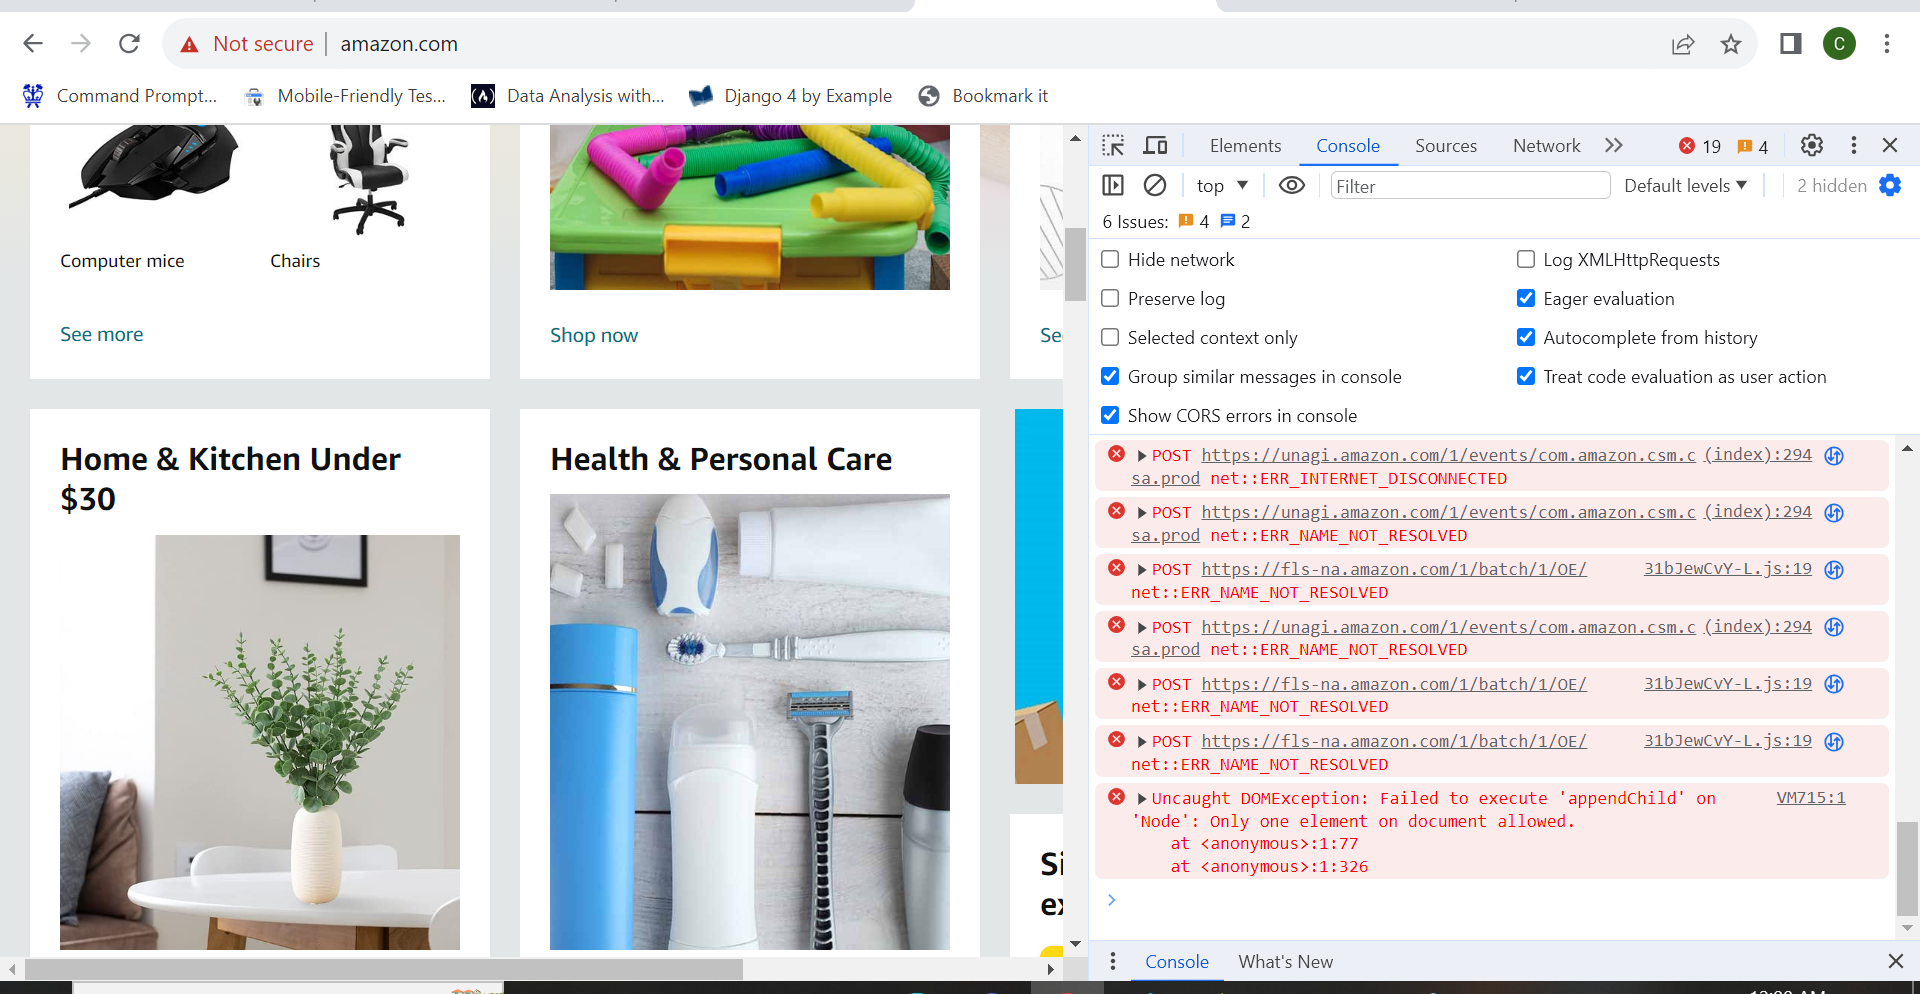 Not secure | amazon.com
C
Command Prompt...
Mobile-Friendly Tes...
Data Analysis with...
Django 4 by Example
Bookmark it
Computer mice
Chairs
See more
Shop now
Se
Home & Kitchen Under
$30
Health & Personal Care
Si
ex
Elements
Console
Sources
Network
19
4
top
Filter
Default levels
2 hidden
6 Issues:
4
2
Hide network
Log XMLHttpRequests
Preserve log
Eager evaluation
Selected context only
Autocomplete from history
Group similar messages in console
Treat code evaluation as user action
Show CORS errors in console
POST https://unagi.amazon.com/1/events/com.amazon.csm.c (index):294
sa.prod net::ERR_INTERNET_DISCONNECTED
POST https://unagi.amazon.com/1/events/com.amazon.csm.c (index):294
sa.prod net::ERR_NAME_NOT_RESOLVED
POST https://fls-na.amazon.com/1/batch/1/OE/ 31bJewCvY-L.js:19
net::ERR_NAME_NOT_RESOLVED
POST https://unagi.amazon.com/1/events/com.amazon.csm.c (index):294
sa.prod net::ERR_NAME_NOT_RESOLVED
POST https://fls-na.amazon.com/1/batch/1/OE/ 31bJewCvY-L.js:19
net::ERR_NAME_NOT_RESOLVED
POST https://fls-na.amazon.com/1/batch/1/OE/ 31bJewCvY-L.js:19
net::ERR_NAME_NOT_RESOLVED
Uncaught DOMException: Failed to execute 'appendChild' on VM715:1
'Node': Only one element on document allowed.
at <anonymous>:1:77
at <anonymous>:1:326
Console
What's New